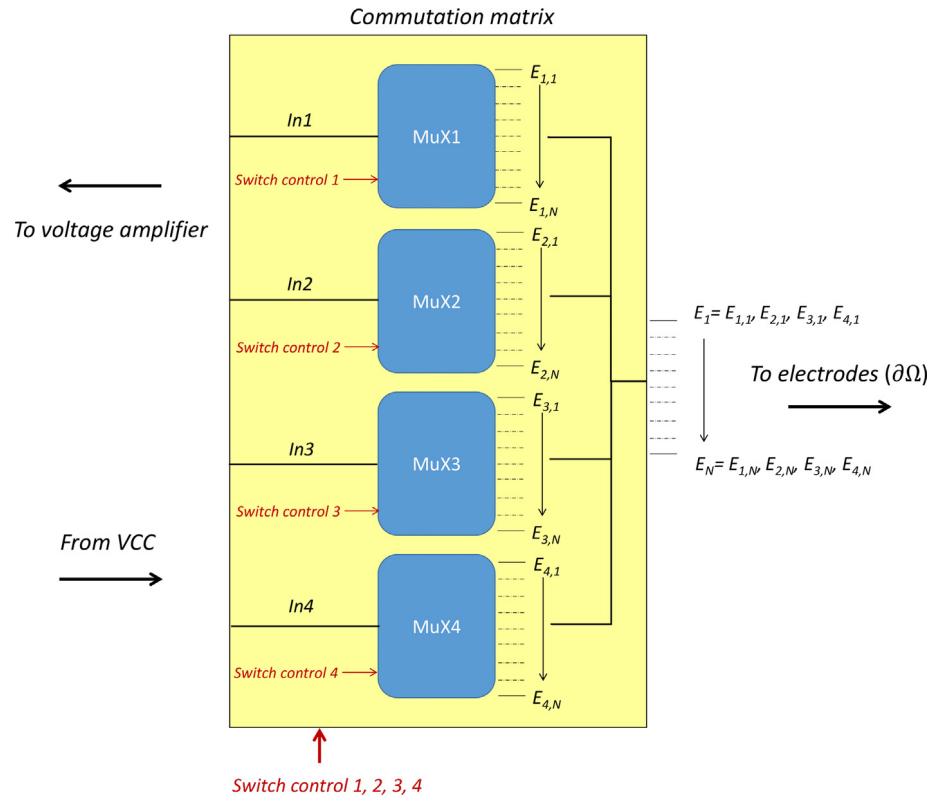 Commutation matrix
E1,1
In1
MuX1
Switch control 1
E1,N
To voltage amplifier
E2,1
In2
MuX2
E1= E1,1, E2,1, E3,1, E4,1
Switch control 2
E2,N
To electrodes (∂Ω)
E3,1
In3
MuX3
EN= E1,N, E2,N, E3,N, E4,N
Switch control 3
E3,N
From VCC
E4,1
In4
MuX4
Switch control 4
E4,N
Switch control 1, 2, 3, 4